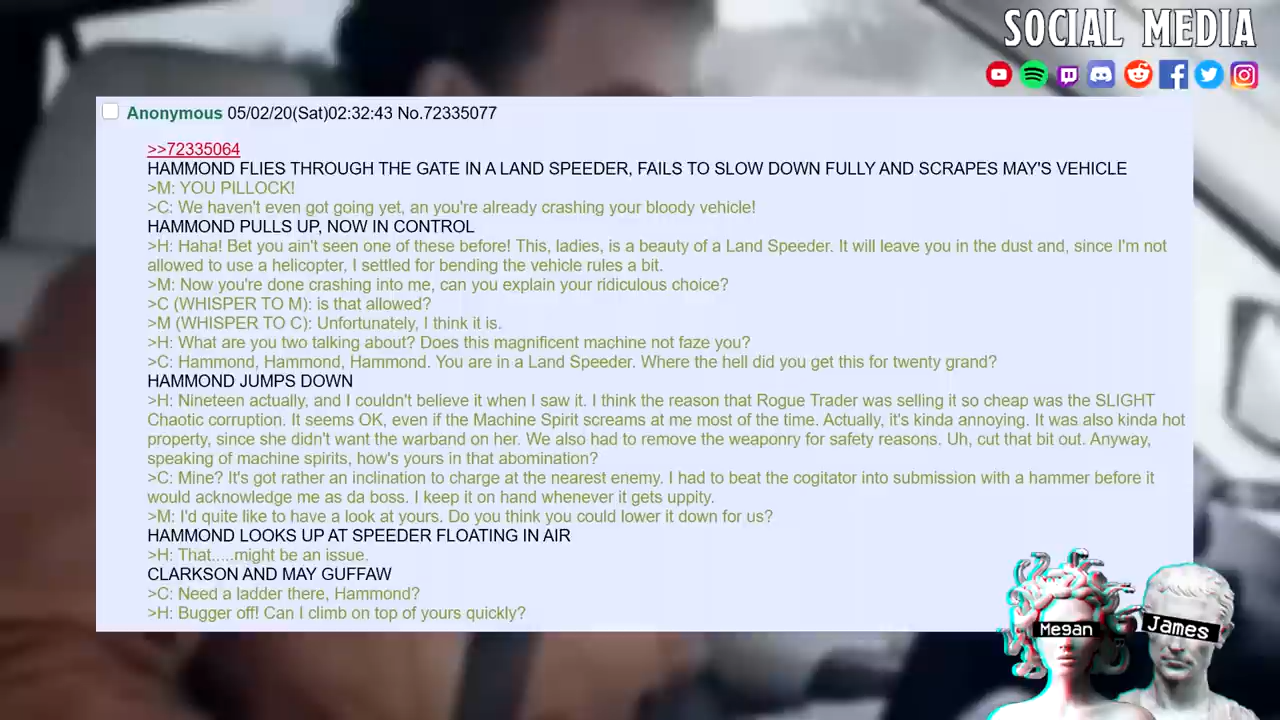 SOCIAL MEDIA
Anonymous 05/02/20(Sat)02:32:43 No.72335077
>>72335064
HAMMOND FLIES THROUGH THE GATE IN A LAND SPEEDER, FAILS TO SLOW DOWN FULLY AND SCRAPES MAY'S VEHICLE
>M: YOU PILLOCK!
>C: We haven't even got going yet, an you're already crashing your bloody vehicle!
HAMMOND PULLS UP, NOW IN CONTROL
>H: Haha! Bet you ain't seen one of these before! This, ladies, is a beauty of a Land Speeder. It will leave you in the dust and, since I'm not
allowed to use a helicopter, I settled for bending the vehicle rules a bit.
>M: Now you're done crashing into me, can you explain your ridiculous choice?
>C (WHISPER TO M): is that allowed?
>M (WHISPER TO C): Unfortunately, I think it is.
>H: What are you two talking about? Does this magnificent machine not faze you?
>C: Hammond, Hammond, Hammond. You are in a Land Speeder. Where the hell did you get this for twenty grand?
HAMMOND JUMPS DOWN
>H: Nineteen actually, and I couldn't believe it when I saw it. I think the reason that Rogue Trader was selling it so cheap was the SLIGHT
Chaotic corruption. It seems OK, even if the Machine Spirit screams at me most of the time. Actually, it's kinda annoying. It was also kinda hot
property, since she didn't want the warband on her. We also had to remove the weaponry for safety reasons. Uh, cut that bit out. Anyway,
speaking of machine spirits, how's yours in that abomination?
>C: Mine? It's got rather an inclination to charge at the nearest enemy. I had to beat the cogitator into submission with a hammer before it
would acknowledge me as da boss. I keep it on hand whenever it gets uppity.
>M: I'd quite like to have a look at yours. Do you think you could lower it down for us?
HAMMOND LOOKS UP AT SPEEDER FLOATING IN AIR
>H: That.....might be an issue.
CLARKSON AND MAY GUFFAW
>C: Need a ladder there, Hammond?
>H: Bugger off! Can I climb on top of yours quickly?
Megan
James